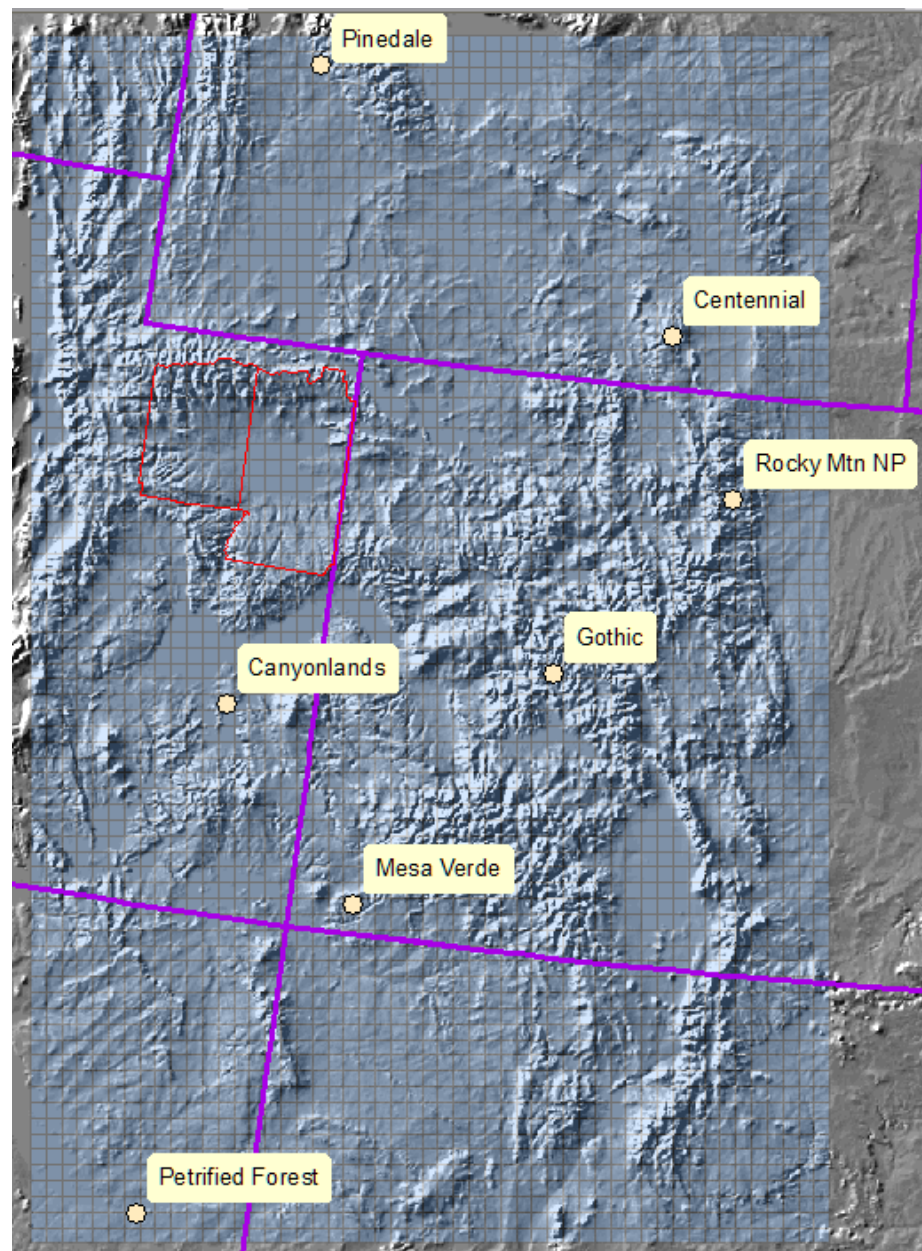 Pinedale
Centennial
Rocky Mtn NP
Gothic
Canyonlands
Mesa Verde
Petrified Forest